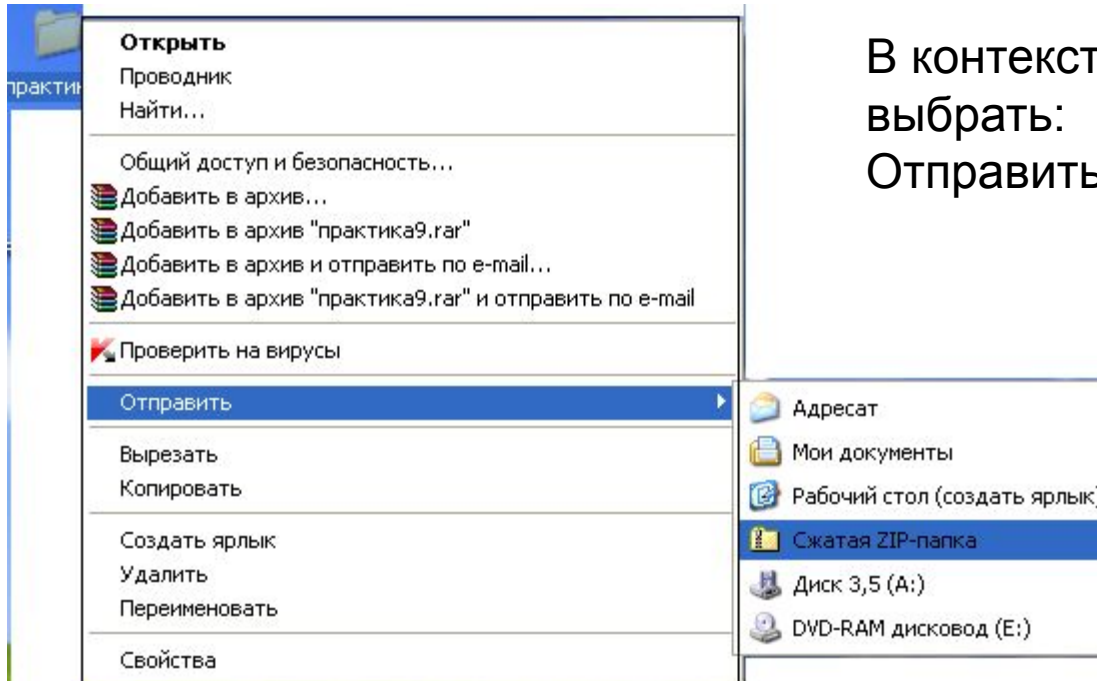 практи
Открыть
Проводник
Найти...
Общий доступ и безопасность...
Добавить в архив...
Добавить в архив "практика9.rar"
Добавить в архив и отправить по e-mail...
Добавить в архив "практика9.rar" и отправить по e-mail
Проверить на вирусы
Отправить
Вырезать
Копировать
Создать ярлык
Удалить
Переименовать
Свойства
Адресат
Мои документы
Рабочий стол (создать ярлык)
Сжатая ZIP-папка
Диск 3,5 (A:)
DVD-RAM дисковод (E:)
В контекст
выбрать:
Отправить